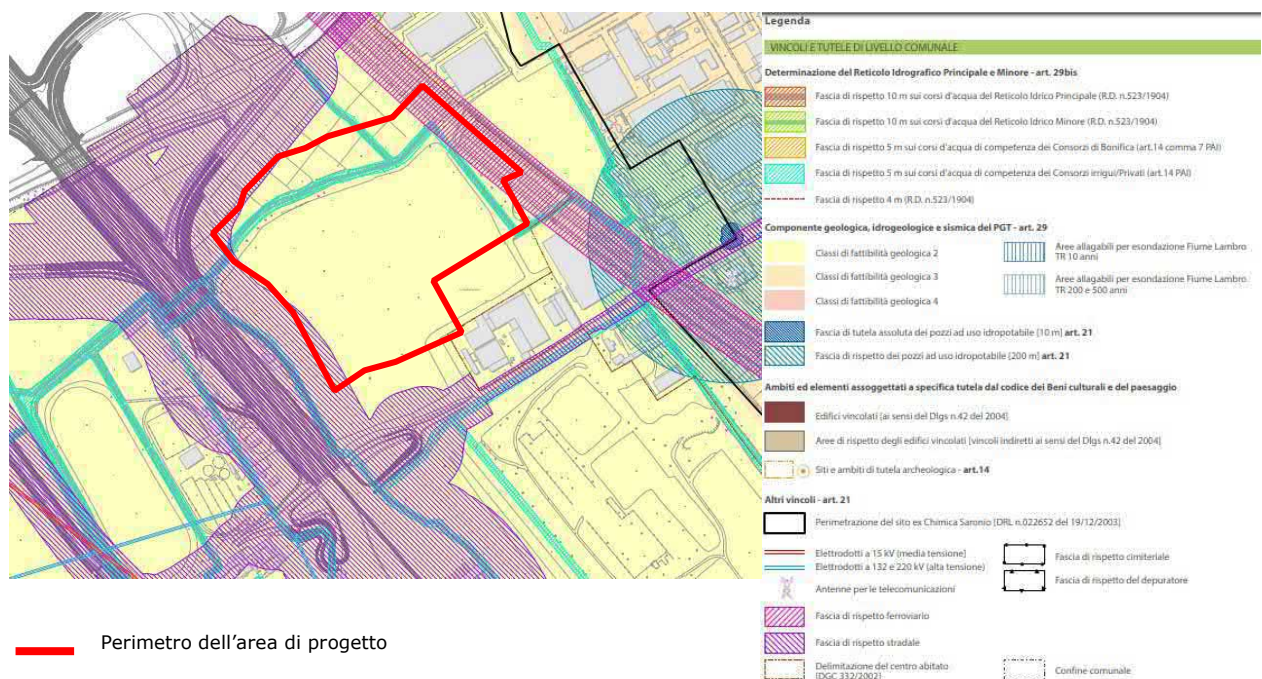 Legenda
VINCOLI E TUTELE DI LIVELLO COMUNALE
Determinazione del Reticolo Idrografico Principale e Minore - art. 29bis
Fascia di rispetto 10 m sui corsi d'acqua del Reticolo Idrico Principale (R.D. n.523/1904)
Fascia di rispetto 10 m sui corsi d'acqua del Reticolo Idrico Minore (R.D. n.523/1904)
Fascia di rispetto 5 m sui corsi d'acqua di competenza dei Consorzi di Bonifica (art.14 comma 7 PAI)
Fascia di rispetto 5 m sui corsi d'acqua di competenza dei Consorzi irrigui/Privati (art.14 PAI)
Fascia di rispetto 4 m (R.D. n.523/1904)
Componente geologica, idrogeologice e sismica del PGT - art. 29
Classi di fattibilità geologica 2
Classi di fattibilità geologica 3
Classi di fattibilità geologica 4
Aree allagabili per esondazione Fiume Lambro
TR 10 anni
Aree allagabili per esondazione Fiume Lambro
TR 200 e 500 anni
Fascia di tutela assoluta dei pozzi ad uso idropotabile [10 m] art. 21
Fascia di rispetto dei pozzi ad uso idropotabile [200 m] art. 21
Ambiti ed elementi assoggettati a specifica tutela dal codice dei Beni culturali e del paesaggio
Edifici vincolati [ai sensi del Dlgs n.42 del 2004]
Aree di rispetto degli edifici vincolati [vincoli indiretti ai sensi del Dlgs n.42 del 2004]
Siti e ambiti di tutela archeologica - art.14
Altri vincoli - art. 21
Perimetrazione del sito ex Chimica Saronio [DRL n.022652 del 19/12/2003]
Elettrodotti a 15 kV (media tensione]
Elettrodotti a 132 e 220 kV (alta tensione)
Antenne per le telecomunicazioni
Fascia di rispetto ferroviario
Fascia di rispetto stradale
Delimitazione del centro abitato
[DGC 332/2002]
Fascia di rispetto cimiteriale
Fascia di rispetto del depuratore
Confine comunale
Perimetro dell'area di progetto